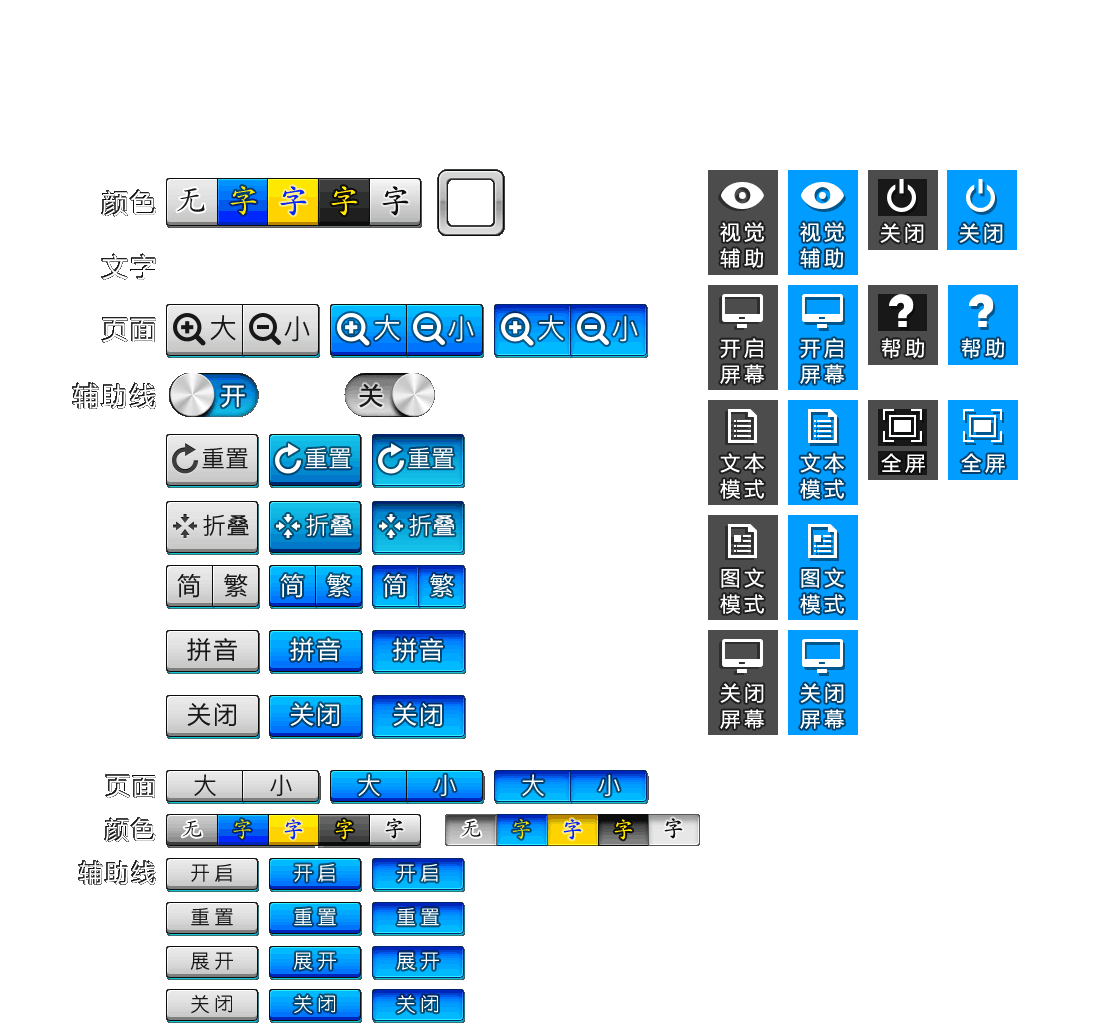 颜色 无 字 字 字 字
文字
页面 大 小 大 小 大 小
辅助线 开 关
重置 重置 重置
折叠 折叠 折叠
简 繁 简 繁 简 繁
拼音 拼音 拼音
关闭 关闭 关闭
页面 大 小 大 小 大 小
颜色 无 字 字 字 字 无 字 字 字 字
辅助线 开启 开启 开启
重置 重置 重置
展开 展开 展开
关闭 关闭 关闭
视觉 视觉 关闭 关闭
辅助 辅助
开启 开启 帮助 帮助
屏幕 屏幕
文本 文本 全屏 全屏
模式 模式
图文 图文
模式 模式
关闭 关闭
屏幕 屏幕